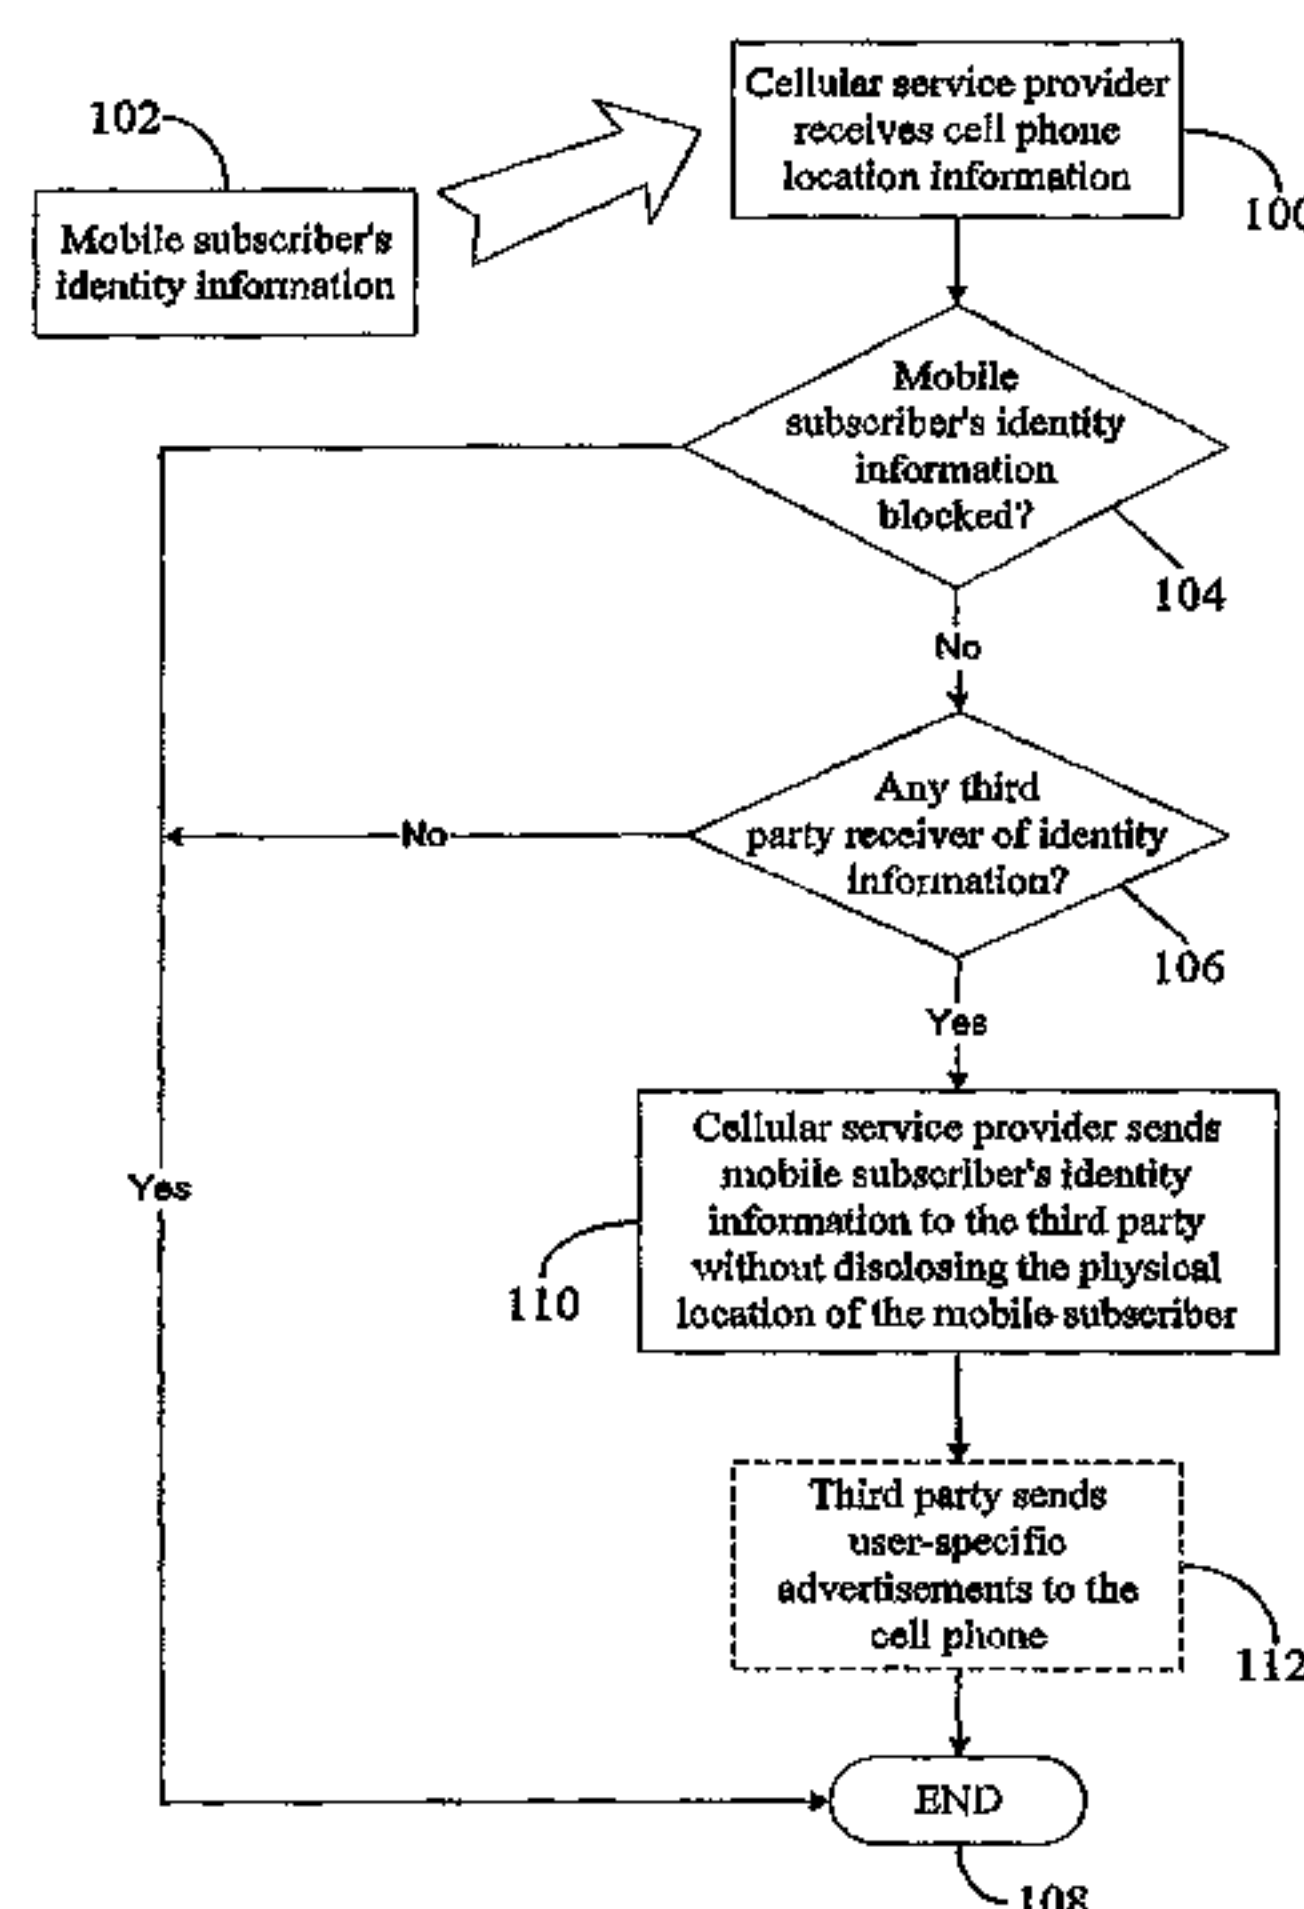 Cellular service provider
receives cell phone
location information
100
102
Mobile subscriber's
identity information
Mobile
subscriber's identity
information
blocked?
104
No
Any third
party receiver of identity
information?
106
No
Yes
Cellular service provider sends
mobile subscriber's identity
information to the third party
without disclosing the physical
location of the mobile subscriber
110
Yes
Third party sends
user-specific
advertisements to the
cell phone
112
END
108